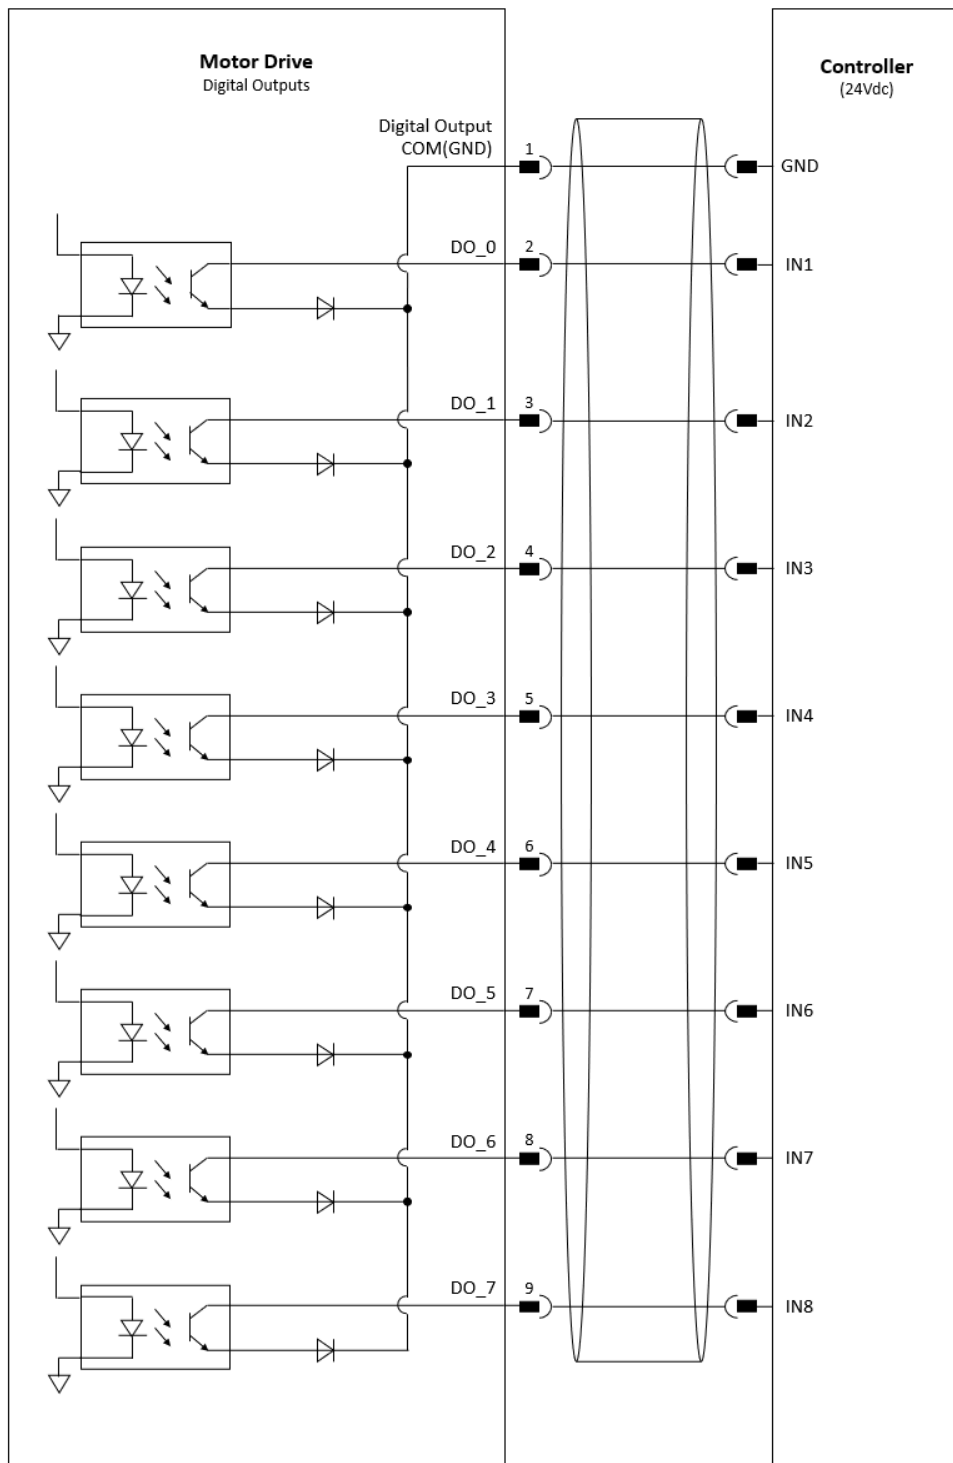 Motor Drive
Digital Outputs
Controller
(24Vdc)
Digital Output
COM(GND)
1
GND
DO_0
2
IN1
DO_1
3
IN2
DO_2
4
IN3
DO_3
5
IN4
DO_4
6
IN5
DO_5
7
IN6
DO_6
8
IN7
DO_7
9
IN8